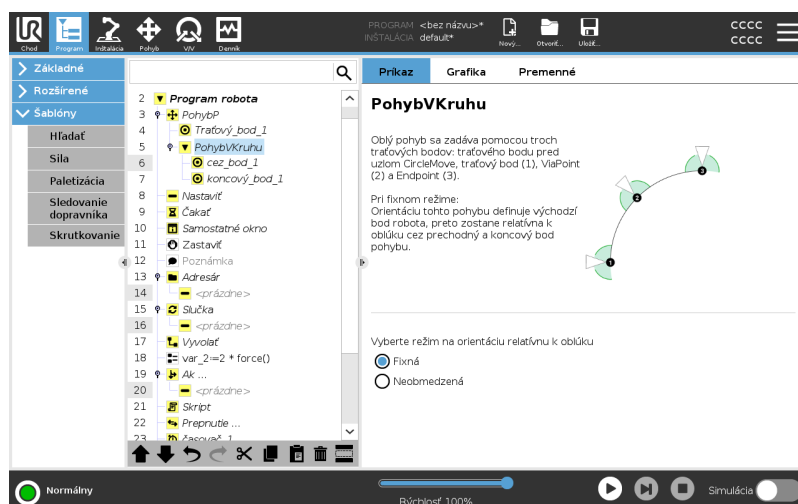 PROGRAM <bez názvu>*
INŠTALÁCIA default*
CCCC
CCCC
Chod Program Inštalácia Pohyb V/V Denník Nový... Otvoriť... Uložiť...
Základné
Rozšírené
Šablóny
Hľadať
Sila
Paletizácia
Sledovanie
dopravníka
Skrutkovanie
2 Program robota
3 PohybP
4 Traťový_bod_1
5 PohybVKruhu
6 cez_bod_1
7 koncový_bod_1
8 Nastaviť
9 Čakať
10 Samostatné okno
11 Zastaviť
12 Poznámka
13 Adresár
14 <prázdne>
15 Slučka
16 <prázdne>
17 Vyvolať
18 var_2≔2 * force()
19 Ak ...
20 <prázdne>
21 Skript
22 Prepnutie ...
23 časovač_1
Príkaz Grafika Premenné
PohybVKruhu
Oblý pohyb sa zadáva pomocou troch
traťových bodov: traťového bodu pred
uzlom CircleMove, traťový bod (1), ViaPoint
(2) a Endpoint (3).
Pri fixnom režime:
Orientáciu tohto pohybu definuje východzí
bod robota, preto zostane relatívna k
oblúku cez prechodný a koncový bod
pohybu.
3
2
1
Vyberte režim na orientáciu relatívnu k oblúku
Fixná
Neobmedzená
Normálny
Rýchlosť 100%
Simulácia